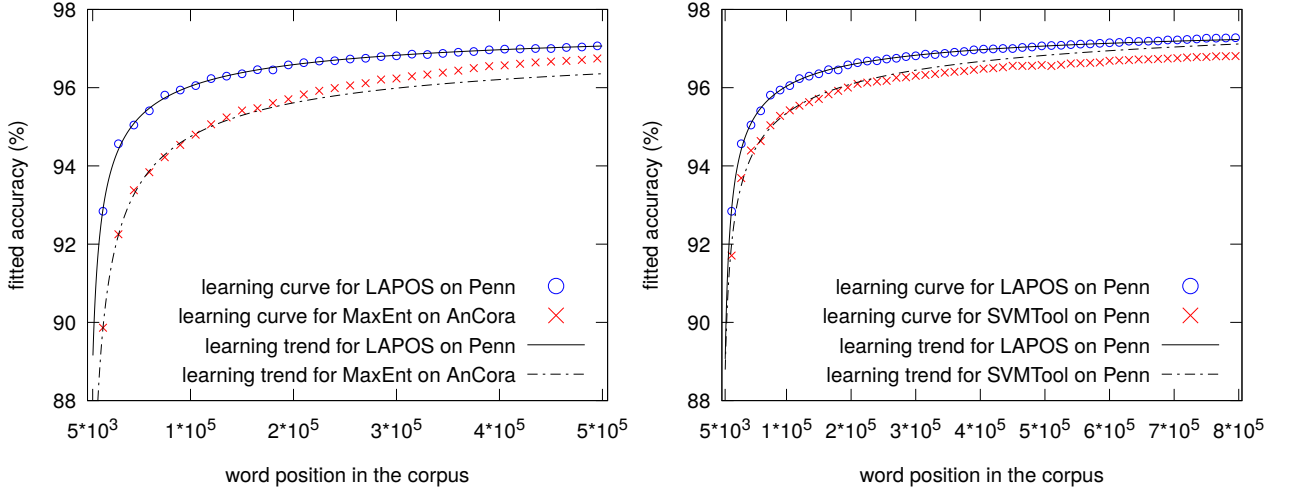 98
96
94
92
90
88
fitted accuracy (%)
learning curve for LAPOS on Penn
learning curve for MaxEnt on AnCora
learning trend for LAPOS on Penn
learning trend for MaxEnt on AnCora
5*10³ 1*10⁵ 2*10⁵ 3*10⁵ 4*10⁵ 5*10⁵
word position in the corpus
98
96
94
92
90
88
fitted accuracy (%)
learning curve for LAPOS on Penn
learning curve for SVMTool on Penn
learning trend for LAPOS on Penn
learning trend for SVMTool on Penn
5*10³ 1*10⁵ 2*10⁵ 3*10⁵ 4*10⁵ 5*10⁵ 6*10⁵ 7*10⁵ 8*10⁵
word position in the corpus